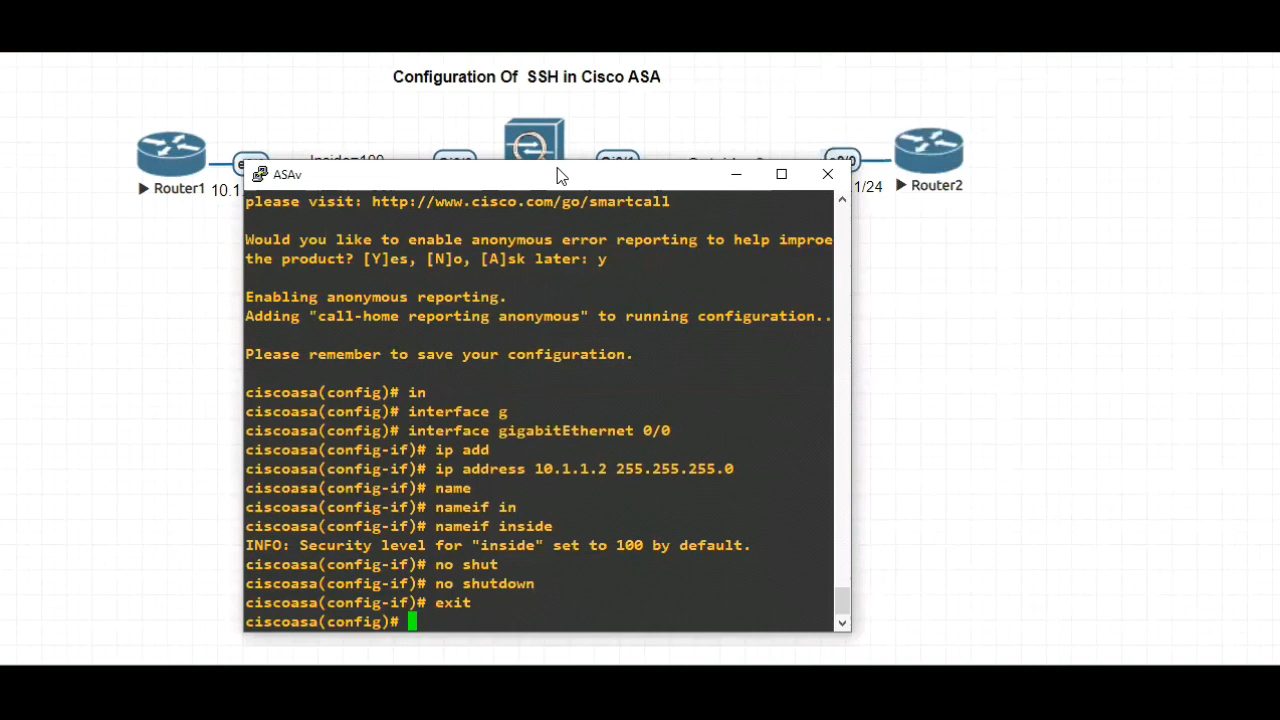 Configuration Of  SSH in Cisco ASA
Router1
10.1
1/24
Router2
ASAv
please visit: http://www.cisco.com/go/smartcall
Would you like to enable anonymous error reporting to help improe
the product? [Y]es, [N]o, [A]sk later: y
Enabling anonymous reporting.
Adding "call-home reporting anonymous" to running configuration..
Please remember to save your configuration.
ciscoasa(config)# in
ciscoasa(config)# interface g
ciscoasa(config)# interface gigabitEthernet 0/0
ciscoasa(config-if)# ip add
ciscoasa(config-if)# ip address 10.1.1.2 255.255.255.0
ciscoasa(config-if)# name
ciscoasa(config-if)# nameif in
ciscoasa(config-if)# nameif inside
INFO: Security level for "inside" set to 100 by default.
ciscoasa(config-if)# no shut
ciscoasa(config-if)# no shutdown
ciscoasa(config-if)# exit
ciscoasa(config)#